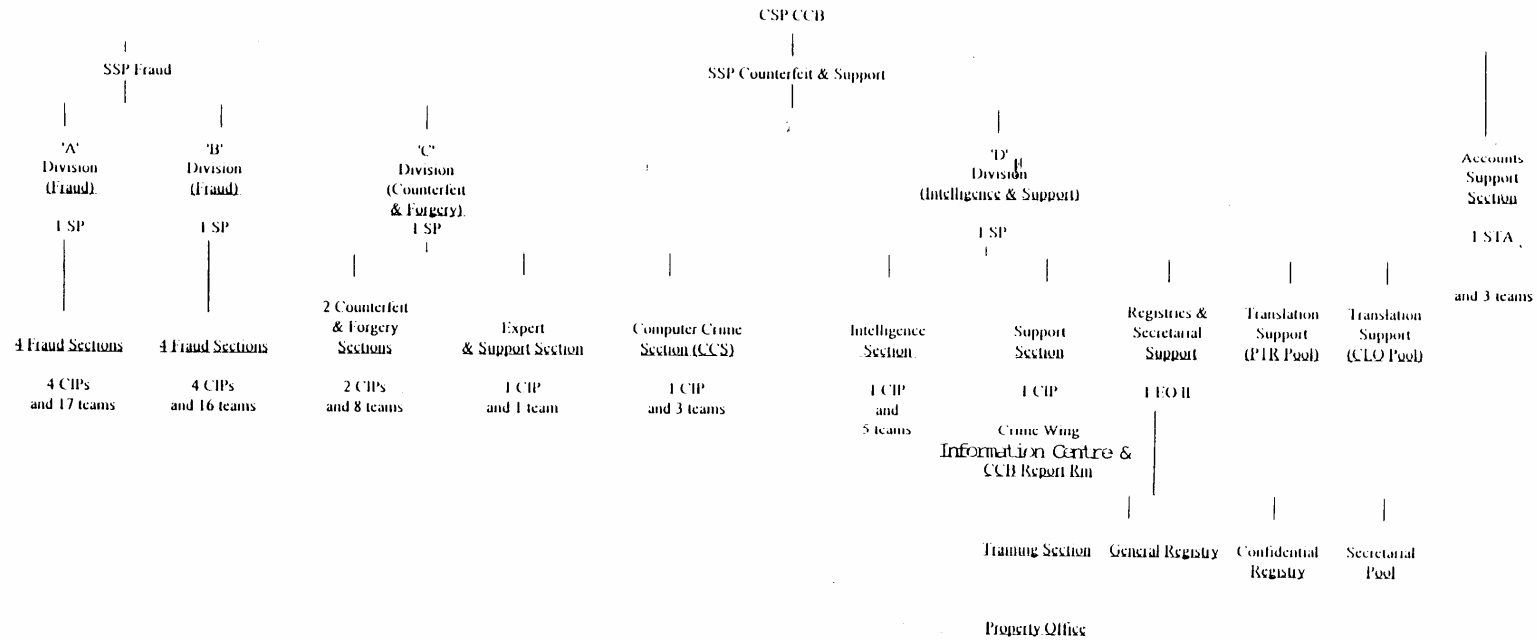 CSP CCB
SSP Fraud
SSP Counterfeit & Support
'A'
Division
(Fraud)
1 SP
4 Fraud Sections
4 CIPs
and 17 teams
'B'
Division
(Fraud)
1 SP
4 Fraud Sections
4 CIPs
and 16 teams
'C'
Division
(Counterfeit
& Forgery)
1 SP
2 Counterfeit
& Forgery
Sections
2 CIPs
and 8 teams
Expert
& Support Section
1 CIP
and 1 team
Computer Crime
Section (CCS)
1 CIP
and 3 teams
'D'
Division
(Intelligence & Support)
1 SP
Intelligence
Section
1 CIP
and
5 teams
Support
Section
1 CIP
Crime Wing
Information Centre &
CCB Report Rm
Training Section
Property Office
Registries &
Secretarial
Support
1 EO II
General Registry
Confidential
Registry
Secretarial
Pool
Translation
Support
(PTR Pool)
Translation
Support
(CLO Pool)
Accounts
Support
Section
1 STA
and 3 teams